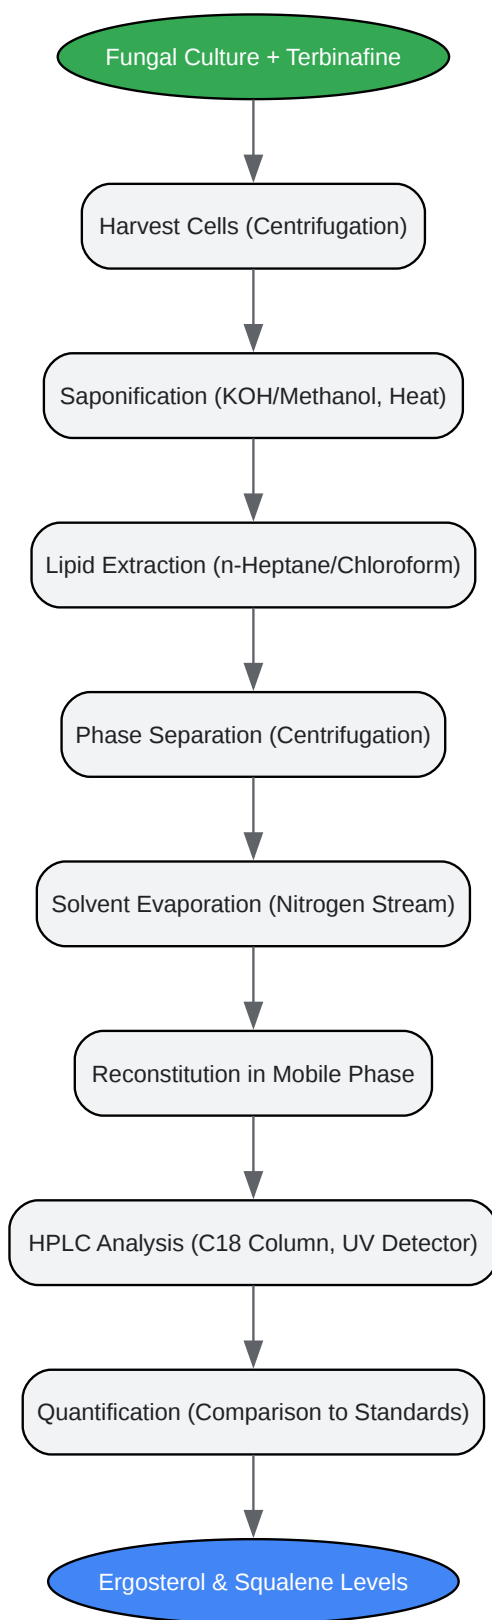 Fungal Culture + Terbinafine
Harvest Cells (Centrifugation)
Saponification (KOH/Methanol, Heat)
Lipid Extraction (n-Heptane/Chloroform)
Phase Separation (Centrifugation)
Solvent Evaporation (Nitrogen Stream)
Reconstitution in Mobile Phase
HPLC Analysis (C18 Column, UV Detector)
Quantification (Comparison to Standards)
Ergosterol & Squalene Levels